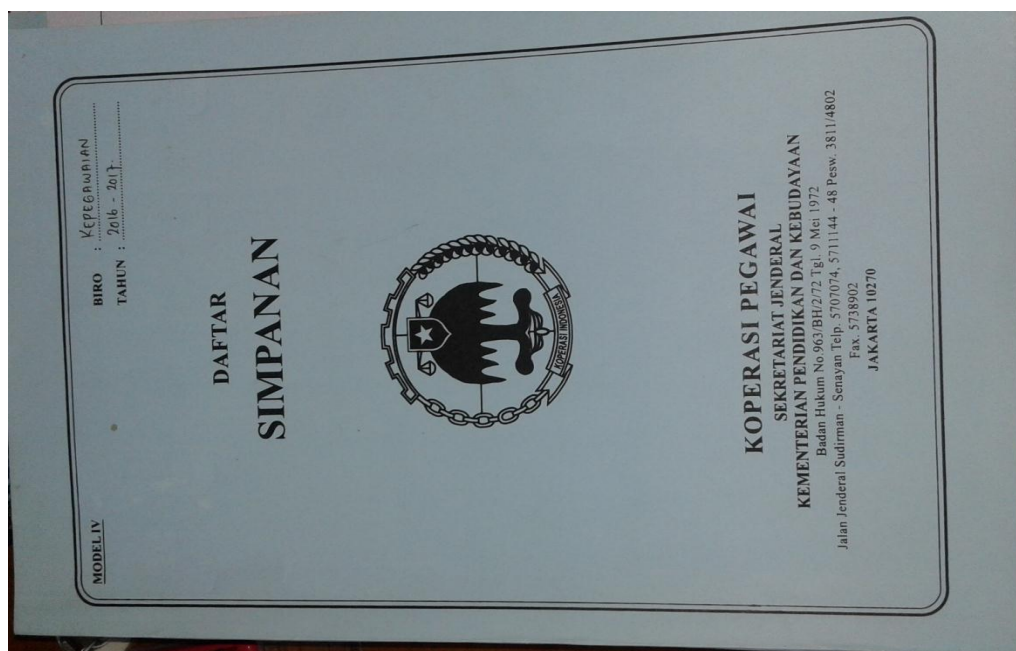 MODEL IV
BIRO : KEPEGAWAIAN
TAHUN : 2016 - 2017
DAFTAR
SIMPANAN
KOPERASI INDONESIA
KOPERASI PEGAWAI
SEKRETARIAT JENDERAL
KEMENTERIAN PENDIDIKAN DAN KEBUDAYAAN
Badan Hukum No.963/BH/2/72 Tgl. 9 Mei 1972
Jalan Jenderal Sudirman - Senayan Telp. 5707074, 5711144 - 48 Pesw. 3811/4802
Fax. 5738902
JAKARTA 10270